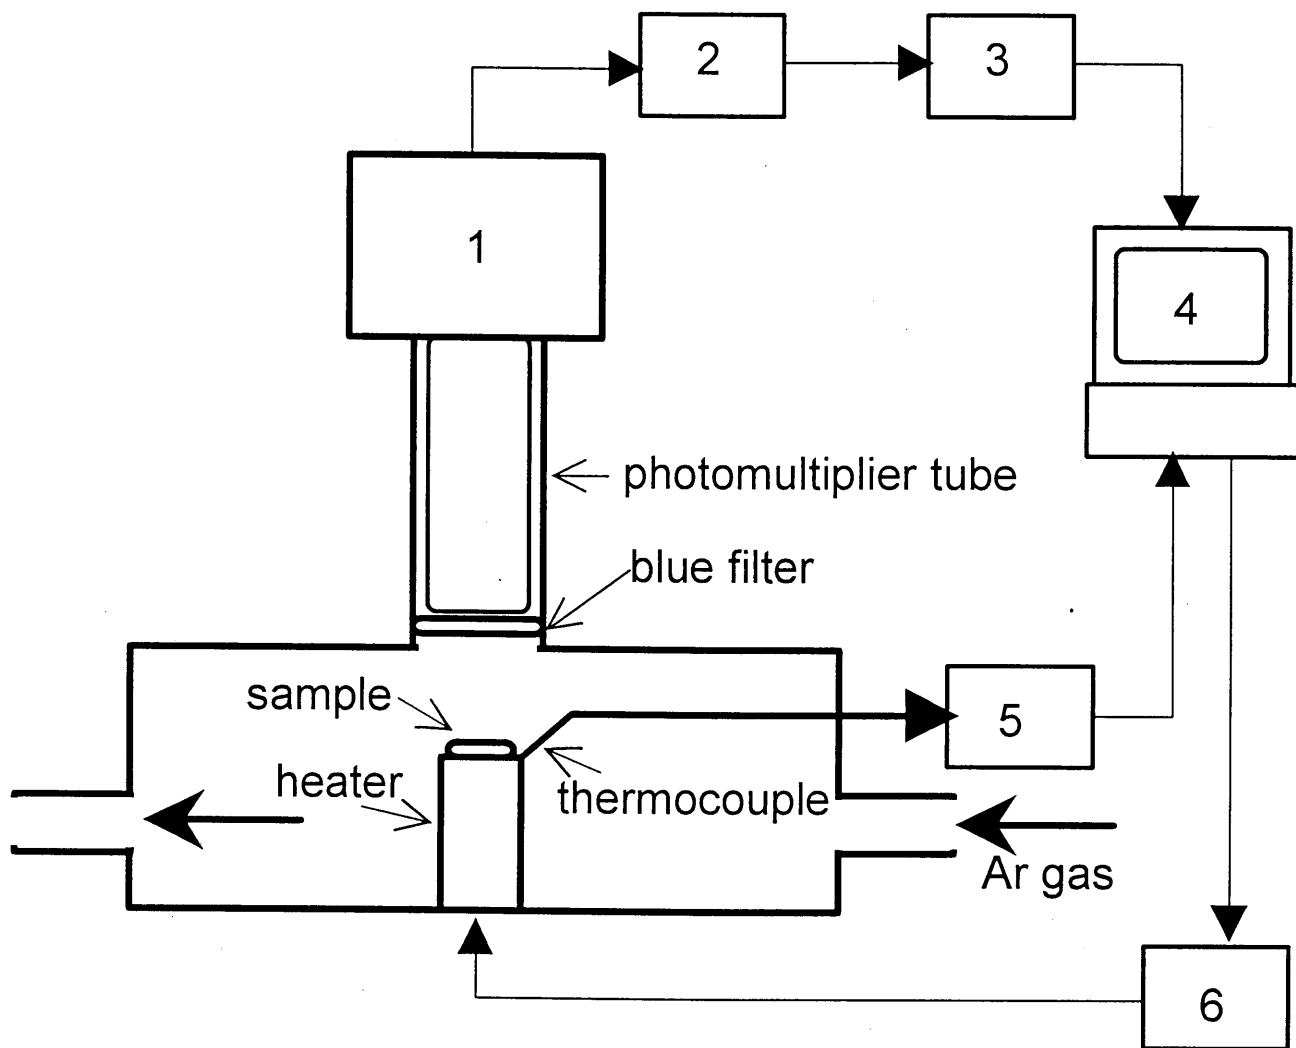 2
3
1
4
photomultiplier tube
blue filter
sample
5
heater
thermocouple
Ar gas
6